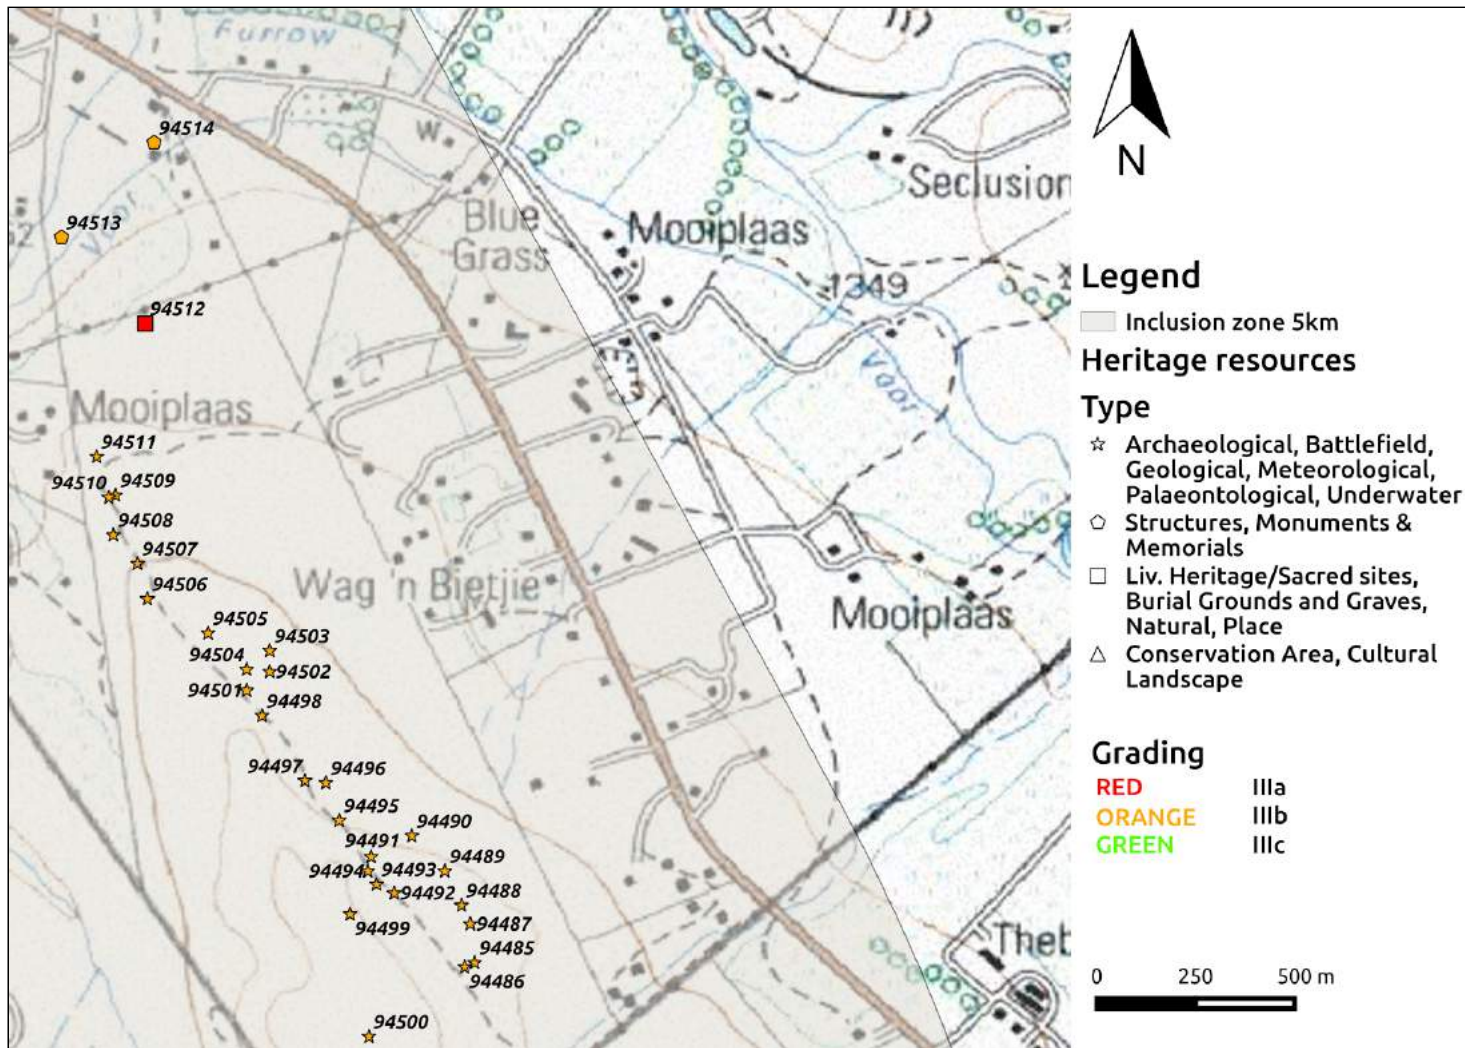 Furrow
94514
W
Seclusion
94513
Blue
Grass
Mooiplaas
52
Voor
1349
94512
Mooiplaas
Voor
94511
94510
94509
94508
94507
Wag 'n Bietjie
94506
Mooiplaas
94505
94503
94504
94502
94501
94498
94497
94496
94495
94490
94491
94489
94494
94493
94488
94492
94487
94499
94485
94486
Theb
94500
N
Legend
Inclusion zone 5km
Heritage resources
Type
Archaeological, Battlefield,
Geological, Meteorological,
Palaeontological, Underwater
Structures, Monuments &
Memorials
Liv. Heritage/Sacred sites,
Burial Grounds and Graves,
Natural, Place
Conservation Area, Cultural
Landscape
Grading
RED IIIa
ORANGE IIIb
GREEN IIIc
0 250 500 m